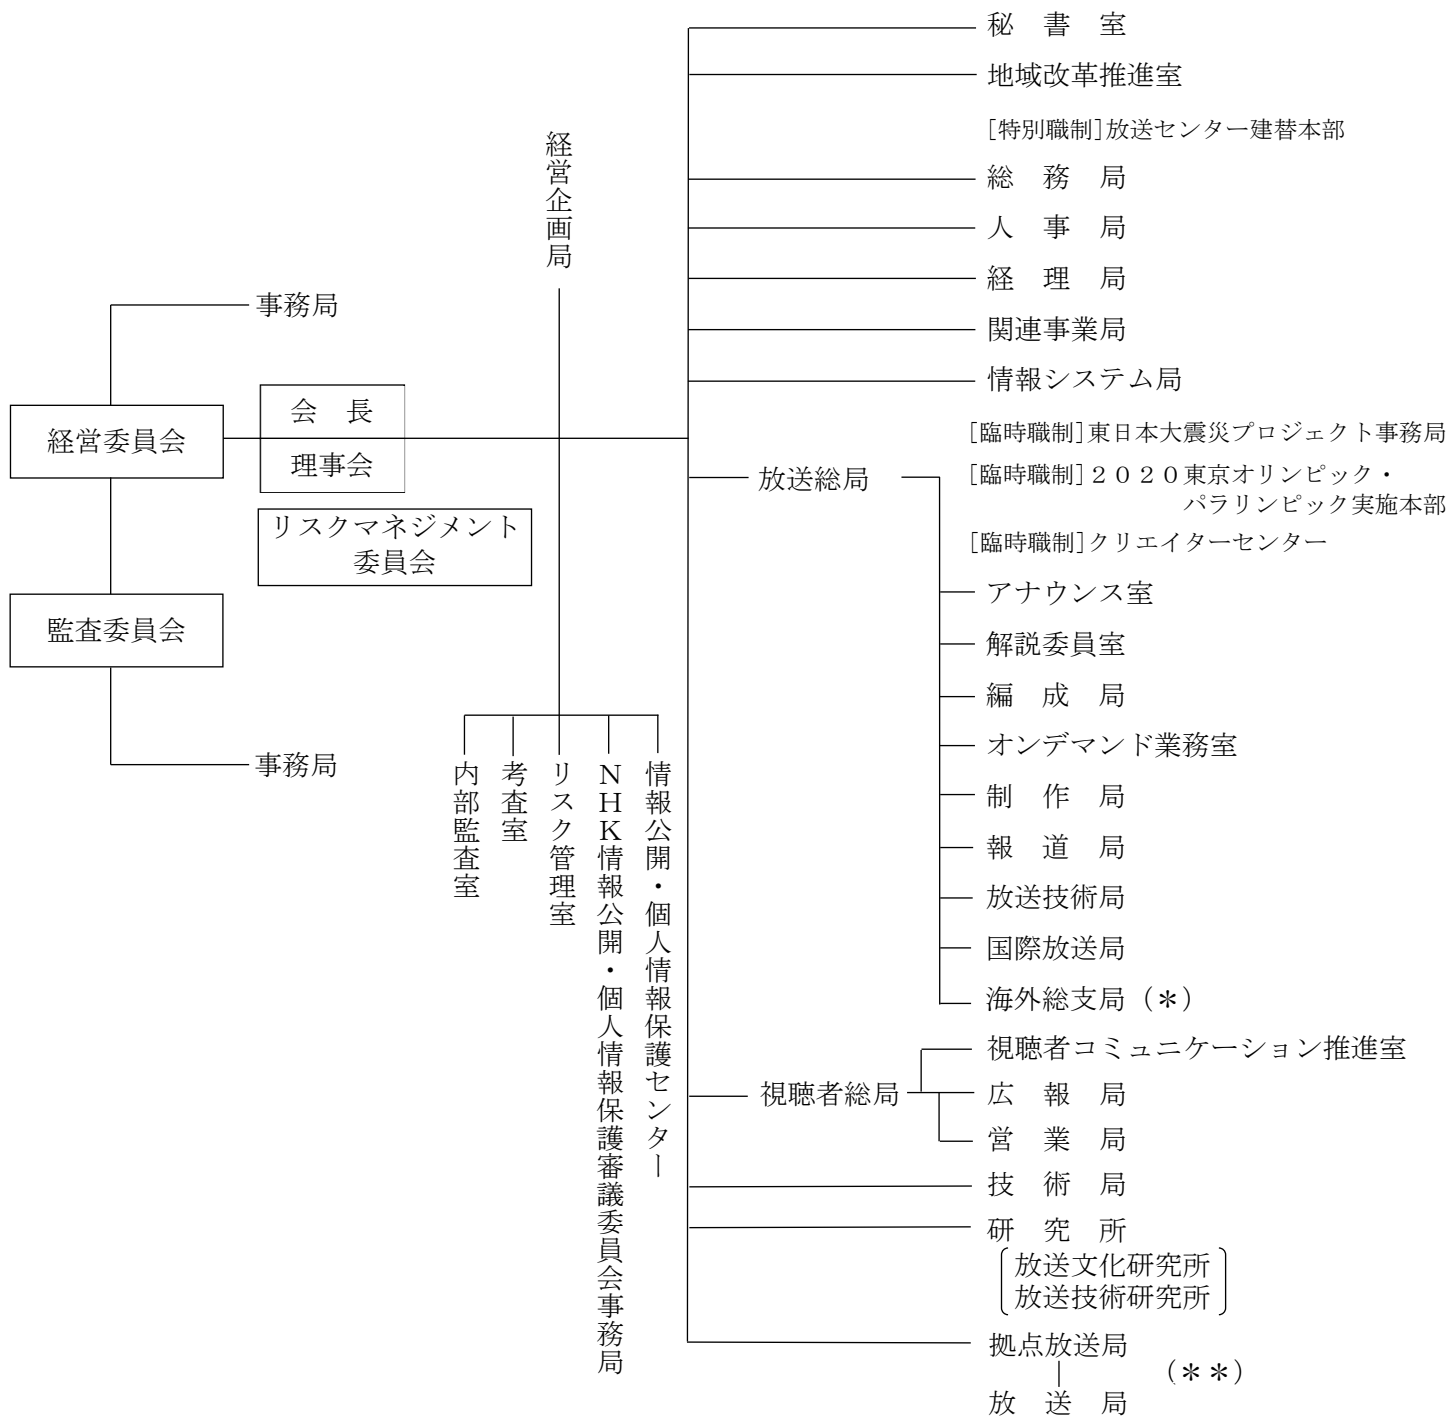 秘　書　室
地域改革推進室
[特別職制]放送センター建替本部
総　務　局
人　事　局
経　理　局
関連事業局
情報システム局
経営企画局
事務局
経営委員会
会　長
理事会
リスクマネジメント
委員会
監査委員会
事務局
内部監査室
考査室
リスク管理室
ＮＨＫ情報公開・個人情報保護審議委員会事務局
情報公開・個人情報保護センター
[臨時職制]東日本大震災プロジェクト事務局
放送総局
[臨時職制]２０２０東京オリンピック・
パラリンピック実施本部
[臨時職制]クリエイターセンター
アナウンス室
解説委員室
編　成　局
オンデマンド業務室
制　作　局
報　道　局
放送技術局
国際放送局
海外総支局（＊）
視聴者総局
視聴者コミュニケーション推進室
広　報　局
営　業　局
技　術　局
研　究　所
放送文化研究所
放送技術研究所
拠点放送局
（＊＊）
放　送　局